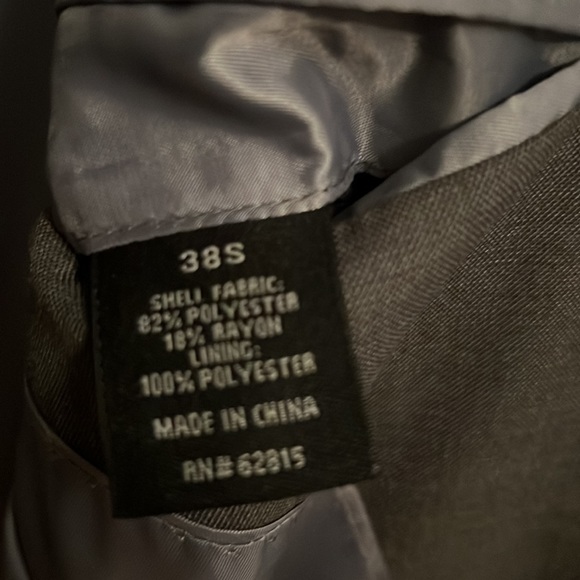 38S
SHELL FABRIC:
82% POLYESTER
18% RAYON
LINING:
100% POLYESTER
MADE IN CHINA
RN# 62815